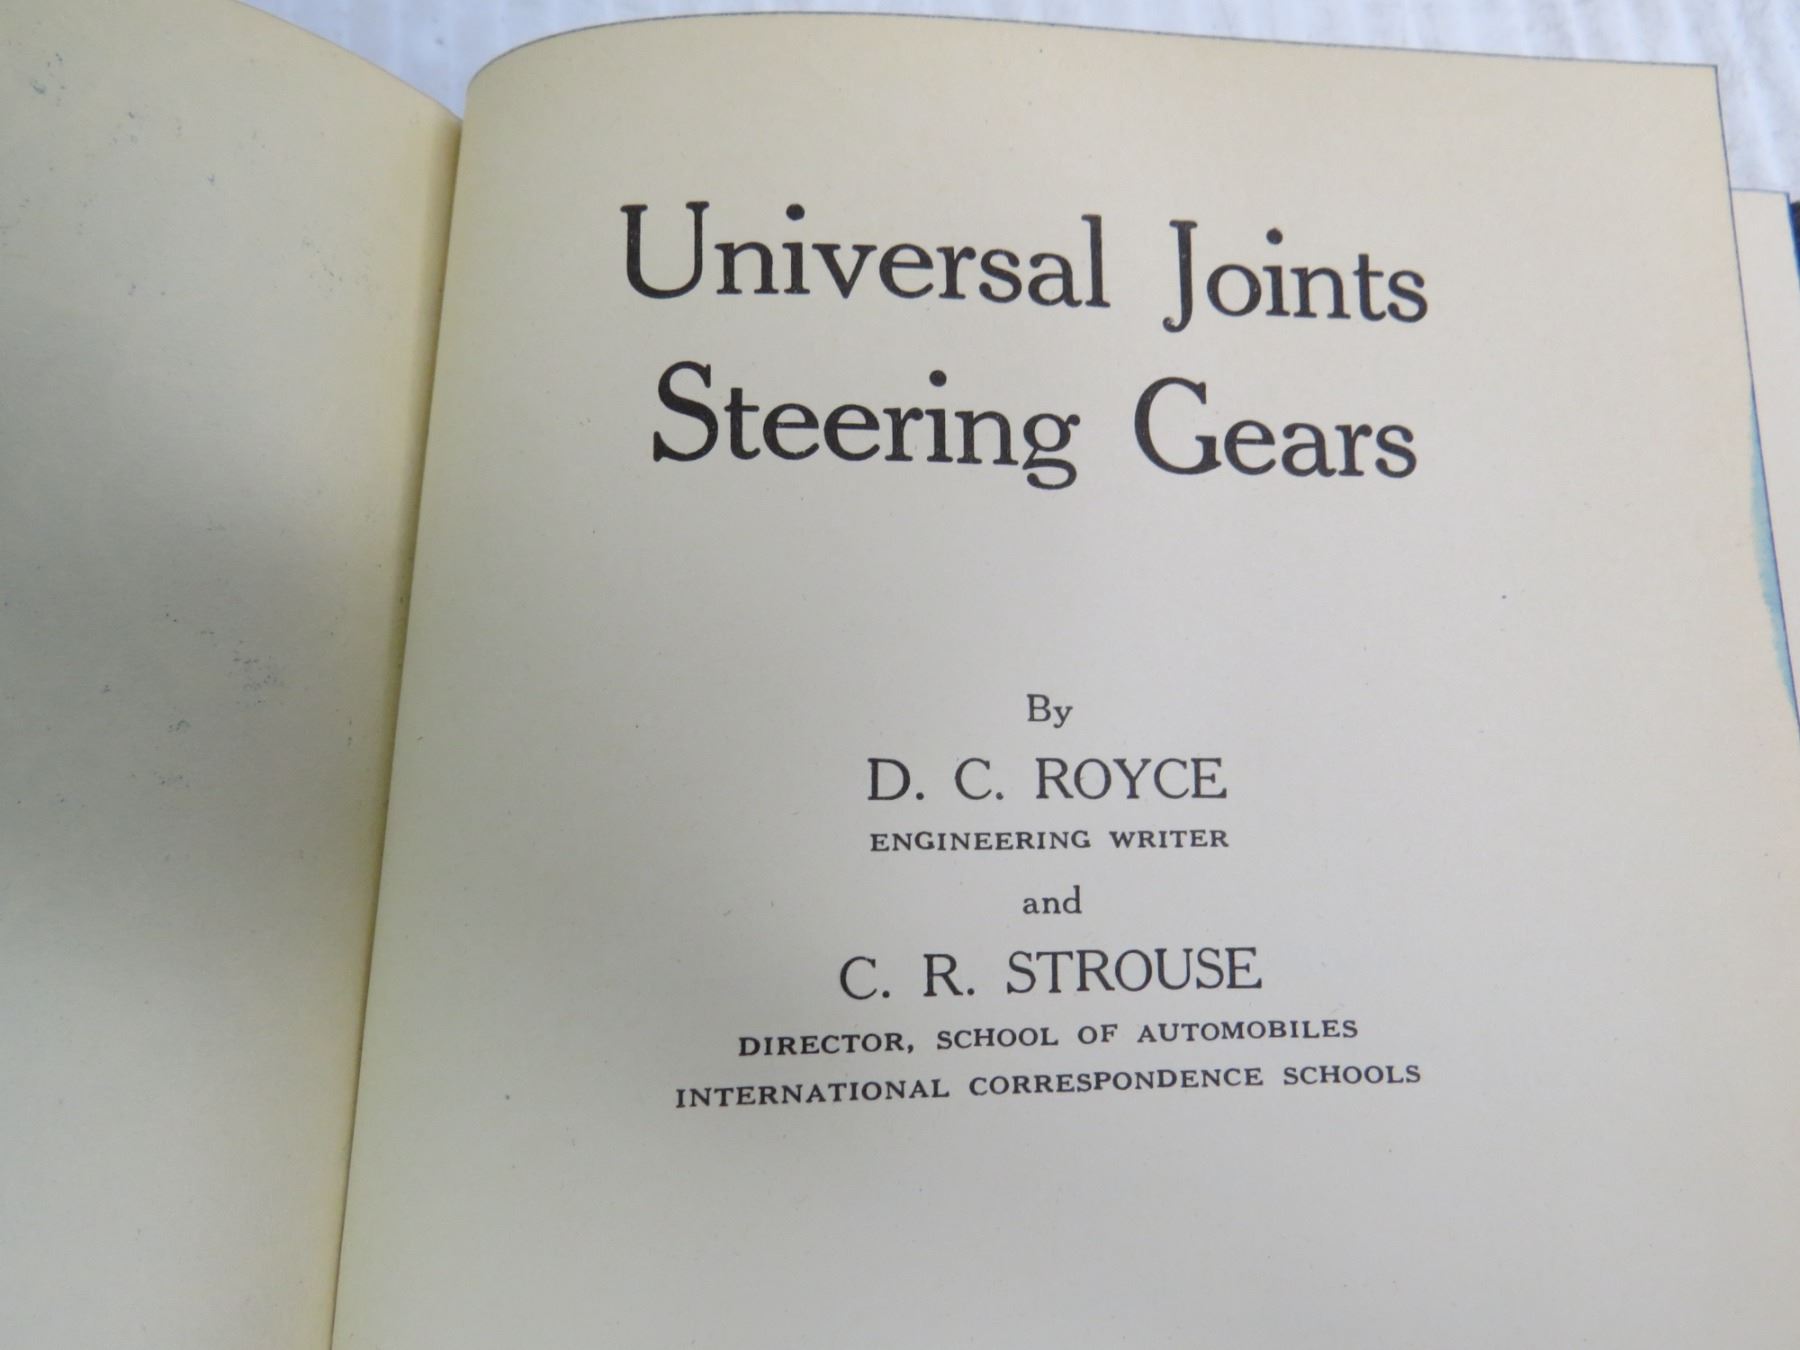 Universal Joints
Steering Gears
By
D. C. ROYCE
ENGINEERING WRITER
and
C. R. STROUSE
DIRECTOR, SCHOOL OF AUTOMOBILES
INTERNATIONAL CORRESPONDENCE SCHOOLS